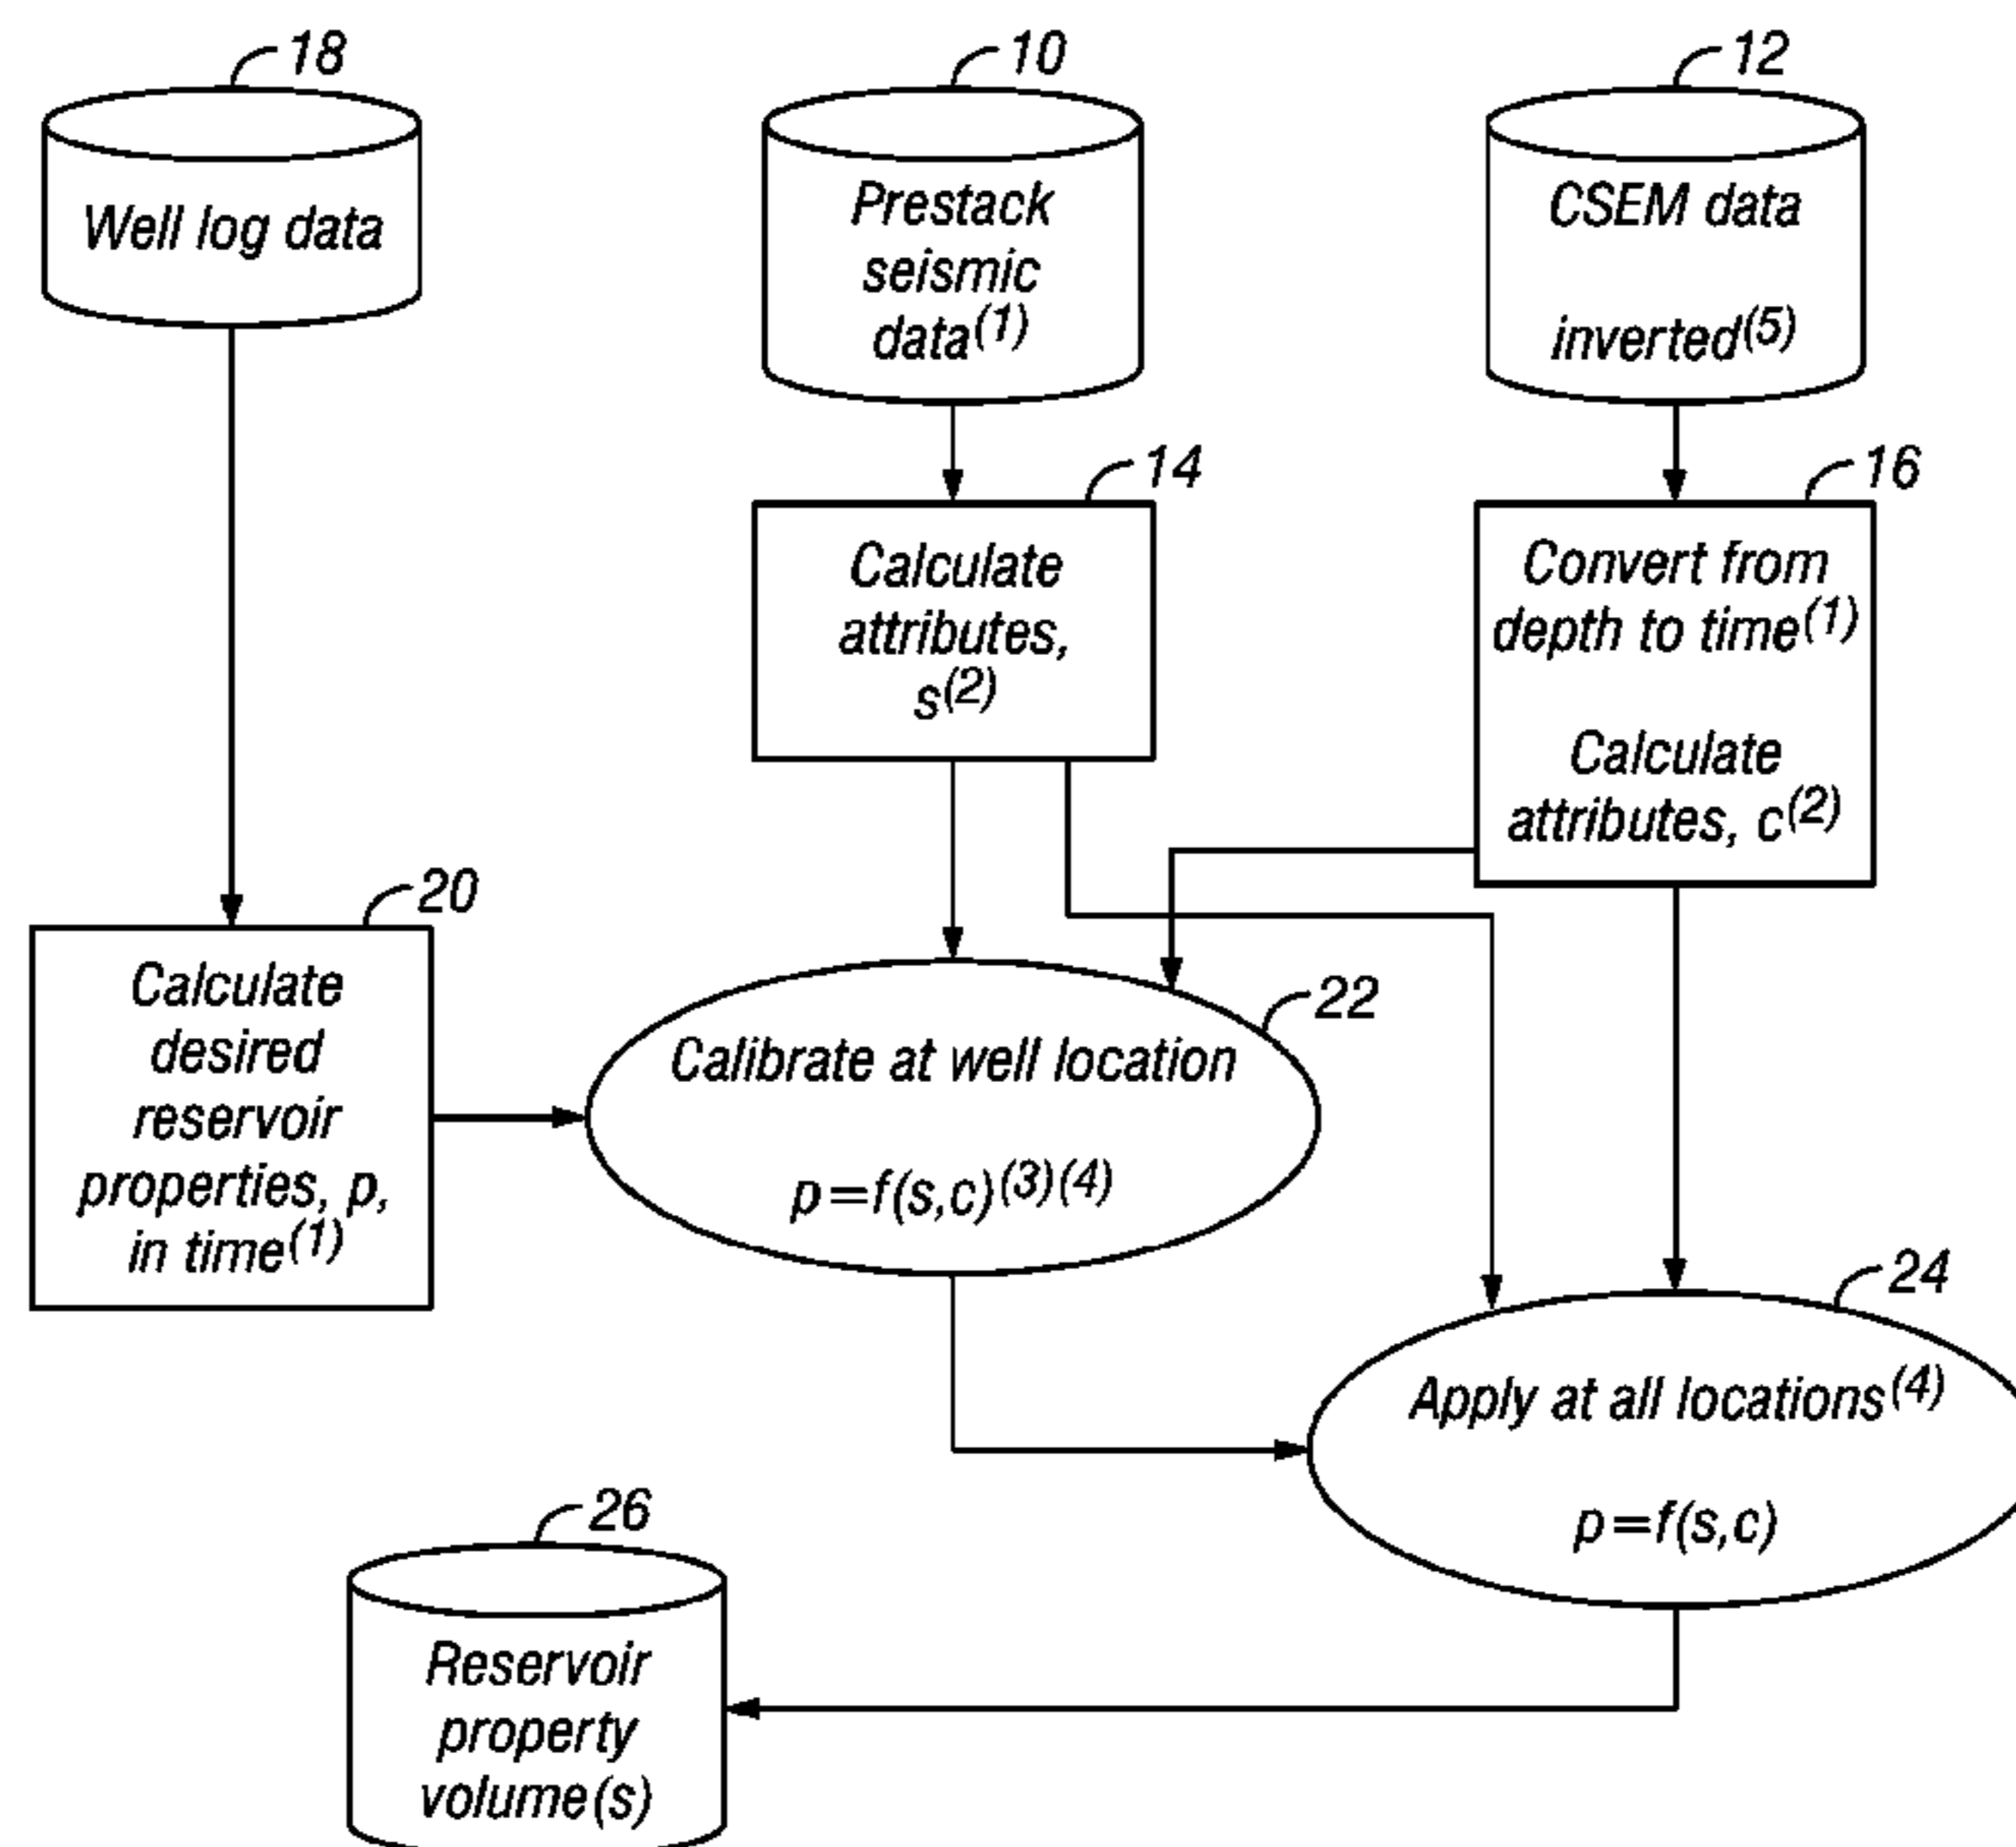 18
Well log data
10
Prestack
seismic
data(1)
12
CSEM data
inverted(5)
14
Calculate
attributes,
s(2)
16
Convert from
depth to time(1)
Calculate
attributes, c(2)
20
Calculate
desired
reservoir
properties, p,
in time(1)
22
Calibrate at well location
p=f(s,c)(3)(4)
24
Apply at all locations(4)
p=f(s,c)
26
Reservoir
property
volume(s)